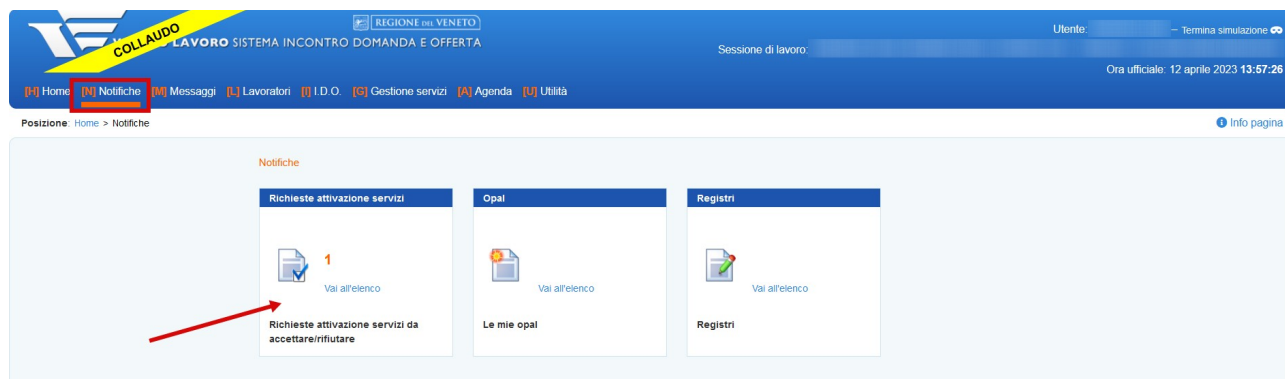 REGIONE DEL VENETO
COLLAUDO
LAVORO SISTEMA INCONTRO DOMANDA E OFFERTA
Utente: – Termina simulazione
Sessione di lavoro:
Ora ufficiale: 12 aprile 2023 13:57:26
[H] Home [N] Notifiche [M] Messaggi [L] Lavoratori [I] I.D.O. [G] Gestione servizi [A] Agenda [U] Utilità
Posizione: Home > Notifiche
Info pagina
Notifiche
Richieste attivazione servizi
1
Vai all'elenco
Richieste attivazione servizi da
accettare/rifiutare
Opal
Vai all'elenco
Le mie opal
Registri
Vai all'elenco
Registri